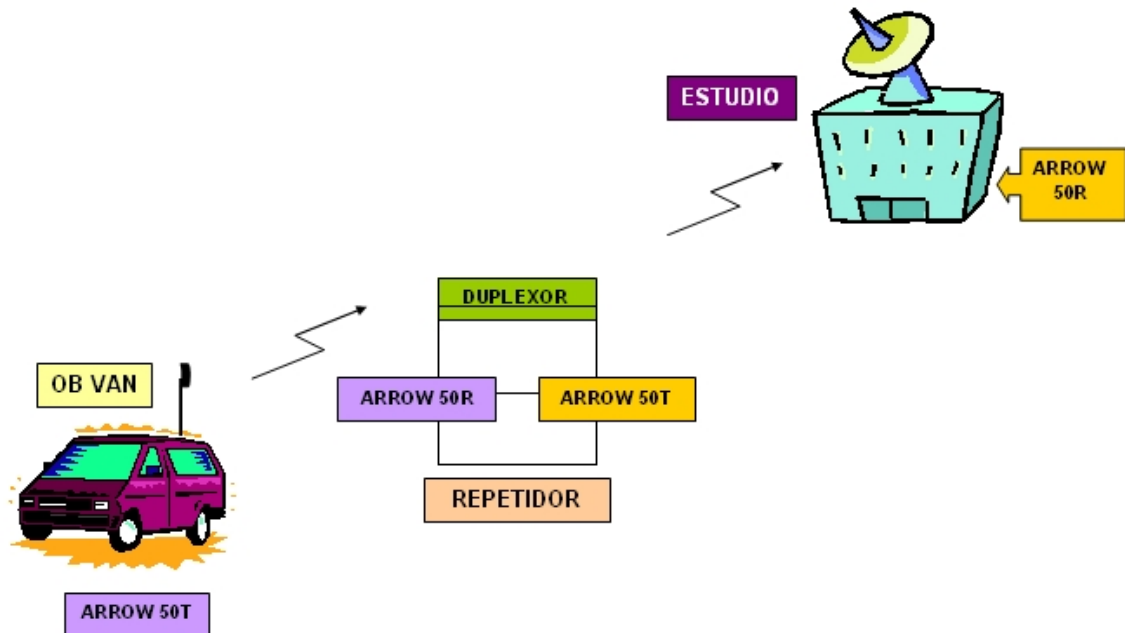 ESTUDIO
ARROW
50R
DUPLEXOR
OB VAN
ARROW 50R
ARROW 50T
REPETIDOR
ARROW 50T